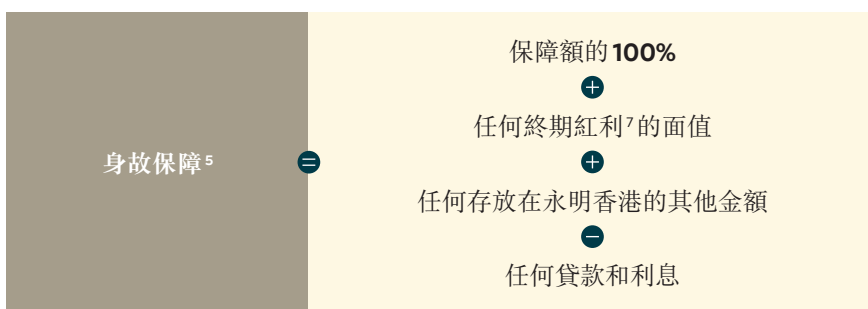 身故保障⁵
=
保障額的100%
+
任何終期紅利⁷的面值
+
任何存放在永明香港的其他金額
−
任何貸款和利息